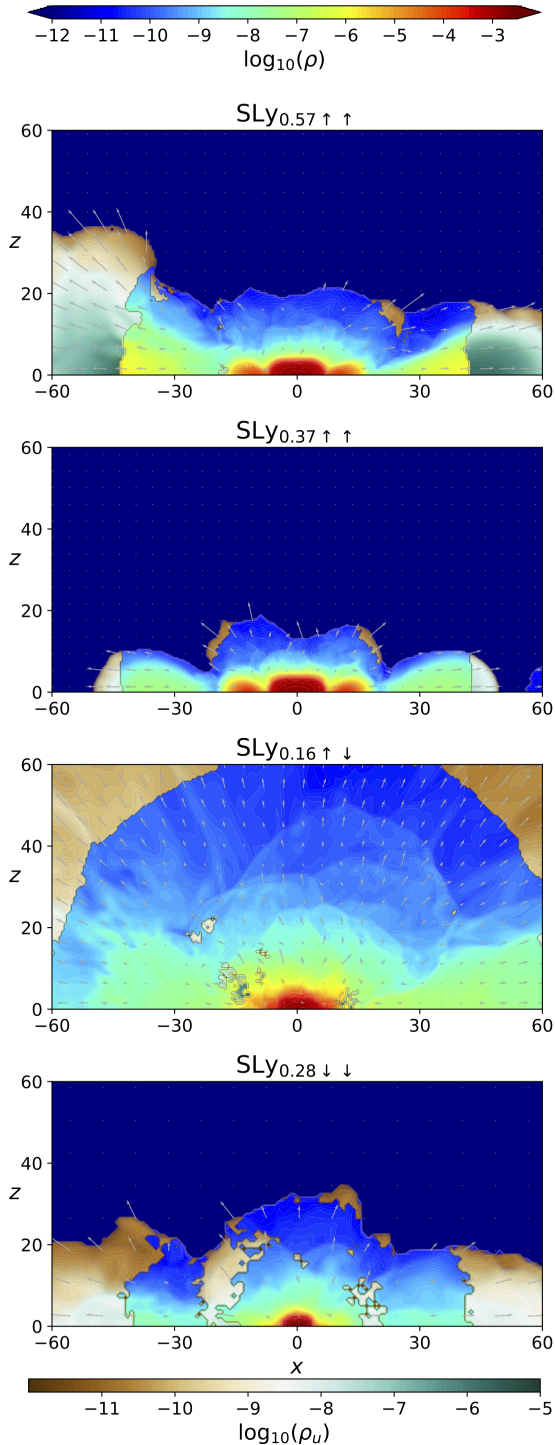 −12 −11 −10 −9 −8 −7 −6 −5 −4 −3
log₁₀(ρ)
SLy₀.₅₇↑ ↑
60
40
z
20
0
−60 −30 0 30 60
SLy₀.₃₇↑ ↑
60
40
z
20
0
−60 −30 0 30 60
SLy₀.₁₆↑ ↓
60
40
z
20
0
−60 −30 0 30 60
SLy₀.₂₈↓ ↓
60
40
z
20
0
−60 −30 0 30 60
x
−11 −10 −9 −8 −7 −6 −5
log₁₀(ρᵤ)